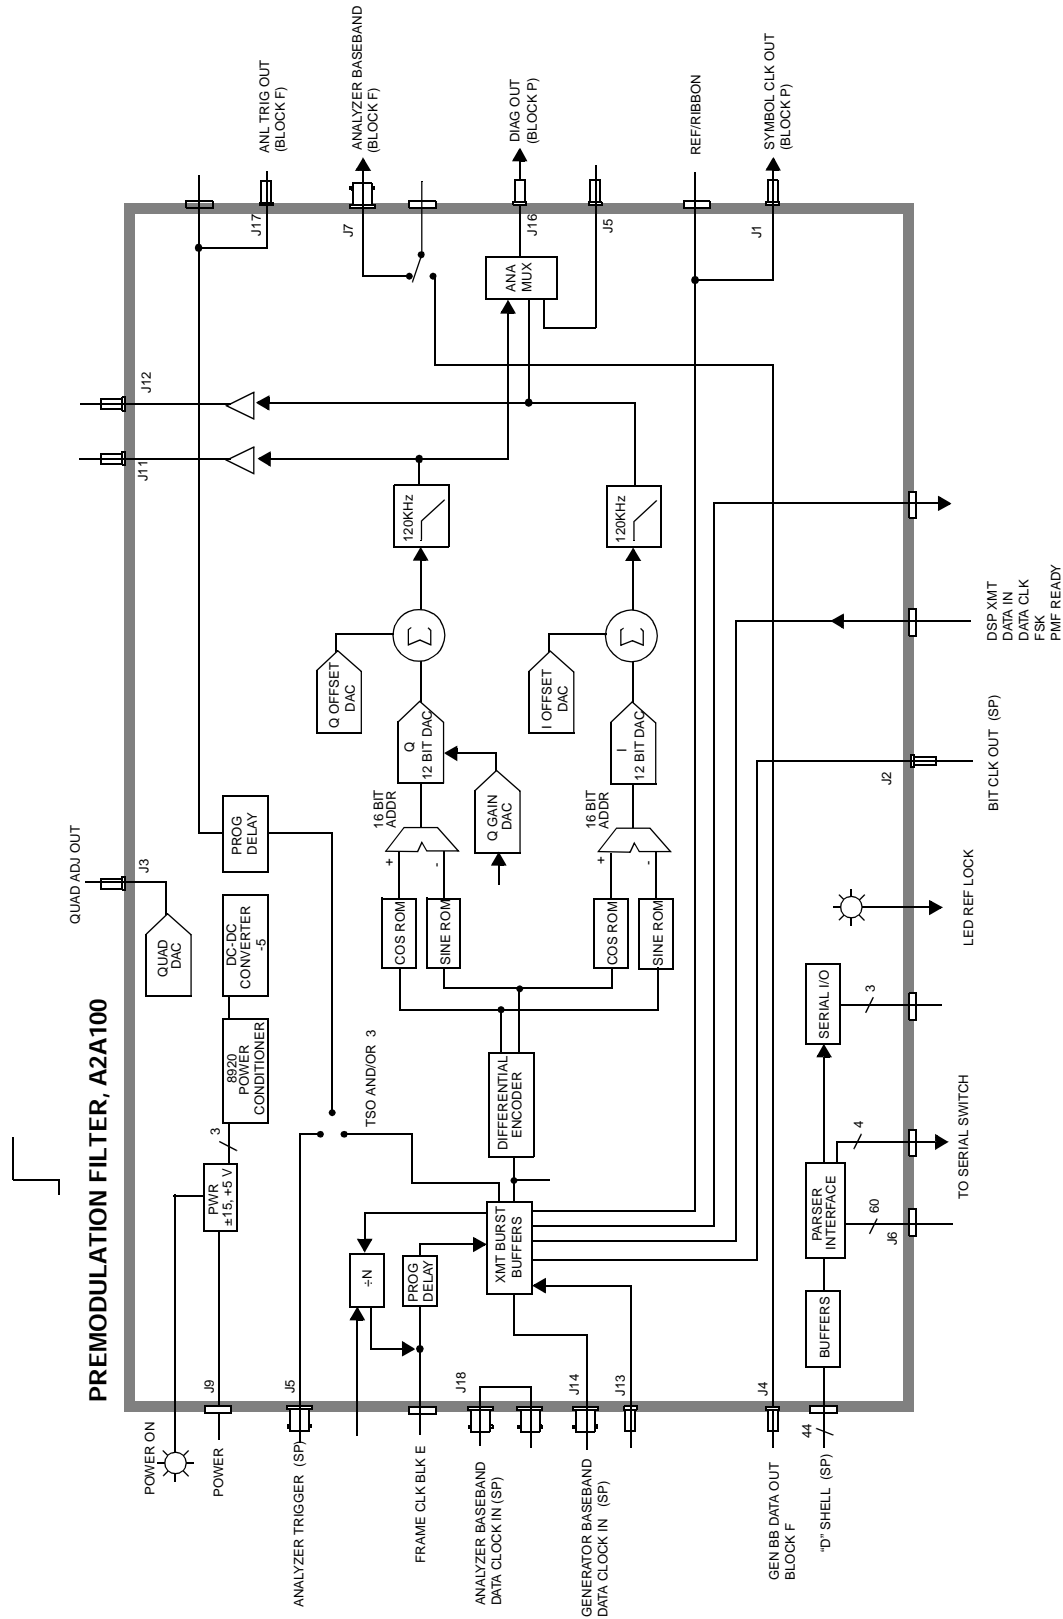 PREMODULATION FILTER, A2A100
POWER ON
J9
POWER
J5
ANALYZER TRIGGER (SP)
FRAME CLK BLK E
J18
ANALYZER BASEBAND
DATA CLOCK IN (SP)
J14
GENERATOR BASEBAND
DATA CLOCK IN (SP)
J13
J4
GEN BB DATA OUT
BLOCK F
44
"D" SHELL (SP)
PWR
±15, +5 V
3
8920
POWER
CONDITIONER
DC-DC
CONVERTER
-5
QUAD
DAC
QUAD ADJ OUT
J3
PROG
DELAY
TSO AND/OR 3
÷N
PROG
DELAY
XMT BURST
BUFFERS
DIFFERENTIAL
ENCODER
COS ROM
SINE ROM
+
-
16 BIT
ADDR
Q
12 BIT DAC
Q GAIN
DAC
Q OFFSET
DAC
Σ
120KHz
COS ROM
SINE ROM
+
-
16 BIT
ADDR
I
12 BIT DAC
I OFFSET
DAC
Σ
120KHz
J11
J12
ANA
MUX
J17
ANL TRIG OUT
(BLOCK F)
J7
ANALYZER BASEBAND
(BLOCK F)
J16
DIAG OUT
(BLOCK P)
J5
REF/RIBBON
J1
SYMBOL CLK OUT
(BLOCK P)
BUFFERS
PARSER
INTERFACE
60
J6
4
TO SERIAL SWITCH
SERIAL I/O
3
LED REF LOCK
J2
BIT CLK OUT (SP)
DSP XMT
DATA IN
DATA CLK
FSK
PMF READY